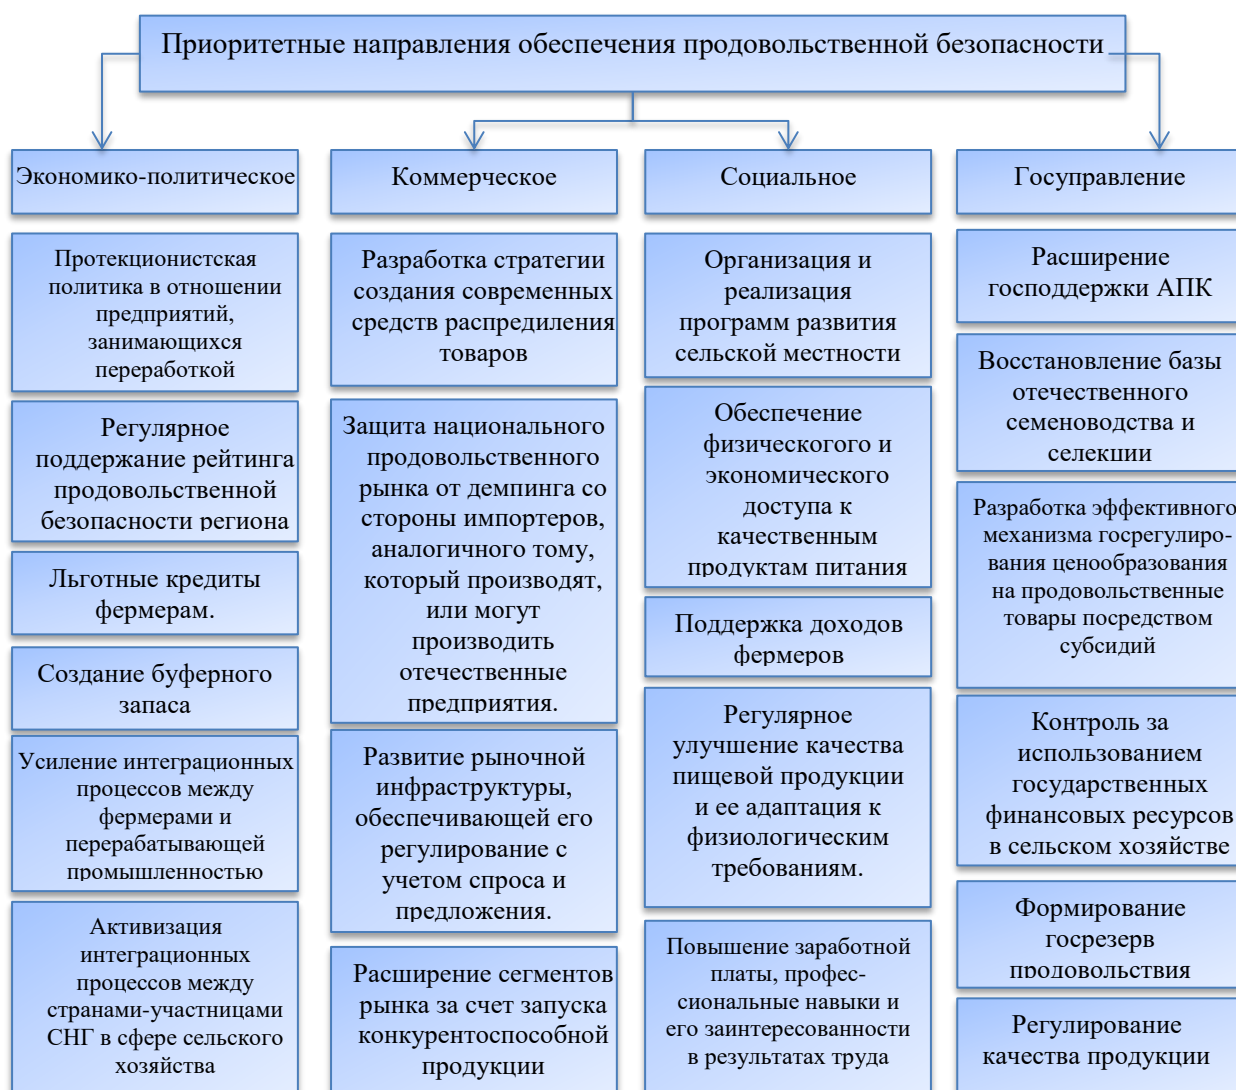 Приоритетные направления обеспечения продовольственной безопасности
Экономико-политическое
Протекционистская
политика в отношении
предприятий,
занимающихся
переработкой
Регулярное
поддержание рейтинга
продовольственной
безопасности региона
Льготные кредиты
фермерам.
Создание буферного
запаса
Усиление интеграционных
процессов между
фермерами и
перерабатывающей
промышленностью
Активизация
интеграционных
процессов между
странами-участницами
СНГ в сфере сельского
хозяйства
Коммерческое
Разработка стратегии
создания современных
средств распредиления
товаров
Защита национального
продовольственного
рынка от демпинга со
стороны импортеров,
аналогичного тому,
который производят,
или могут
производить
отечественные
предприятия.
Развитие рыночной
инфраструктуры,
обеспечивающей его
регулирование с
учетом спроса и
предложения.
Расширение сегментов
рынка за счет запуска
конкурентоспособной
продукции
Социальное
Организация и
реализация
программ развития
сельской местности
Обеспечение
физического и
экономического
доступа к
качественным
продуктам питания
Поддержка доходов
фермеров
Регулярное
улучшение качества
пищевой продукции
и ее адаптация к
физиологическим
требованиям.
Повышение заработной
платы, профес-
сиональные навыки и
его заинтересованности
в результатах труда
Госуправление
Расширение
господдержки АПК
Восстановление базы
отечественного
семеноводства и
селекции
Разработка эффективного
механизма госрегулиро-
вания ценообразования
на продовольственные
товары посредством
субсидий
Контроль за
использованием
государственных
финансовых ресурсов
в сельском хозяйстве
Формирование
госрезерв
продовольствия
Регулирование
качества продукции